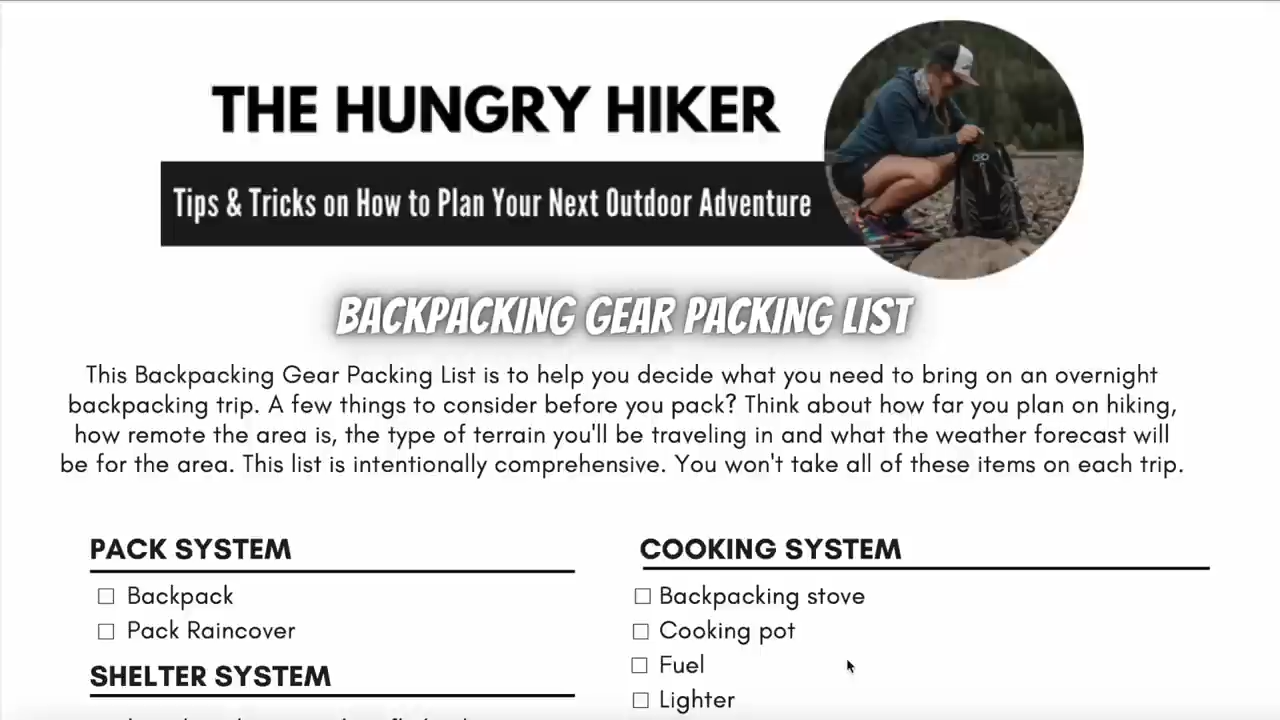 THE HUNGRY HIKER
Tips & Tricks on How to Plan Your Next Outdoor Adventure
BACKPACKING GEAR PACKING LIST
This Backpacking Gear Packing List is to help you decide what you need to bring on an overnight
backpacking trip. A few things to consider before you pack? Think about how far you plan on hiking,
how remote the area is, the type of terrain you'll be traveling in and what the weather forecast will
be for the area. This list is intentionally comprehensive. You won't take all of these items on each trip.
PACK SYSTEM
Backpack
Pack Raincover
SHELTER SYSTEM
COOKING SYSTEM
Backpacking stove
Cooking pot
Fuel
Lighter